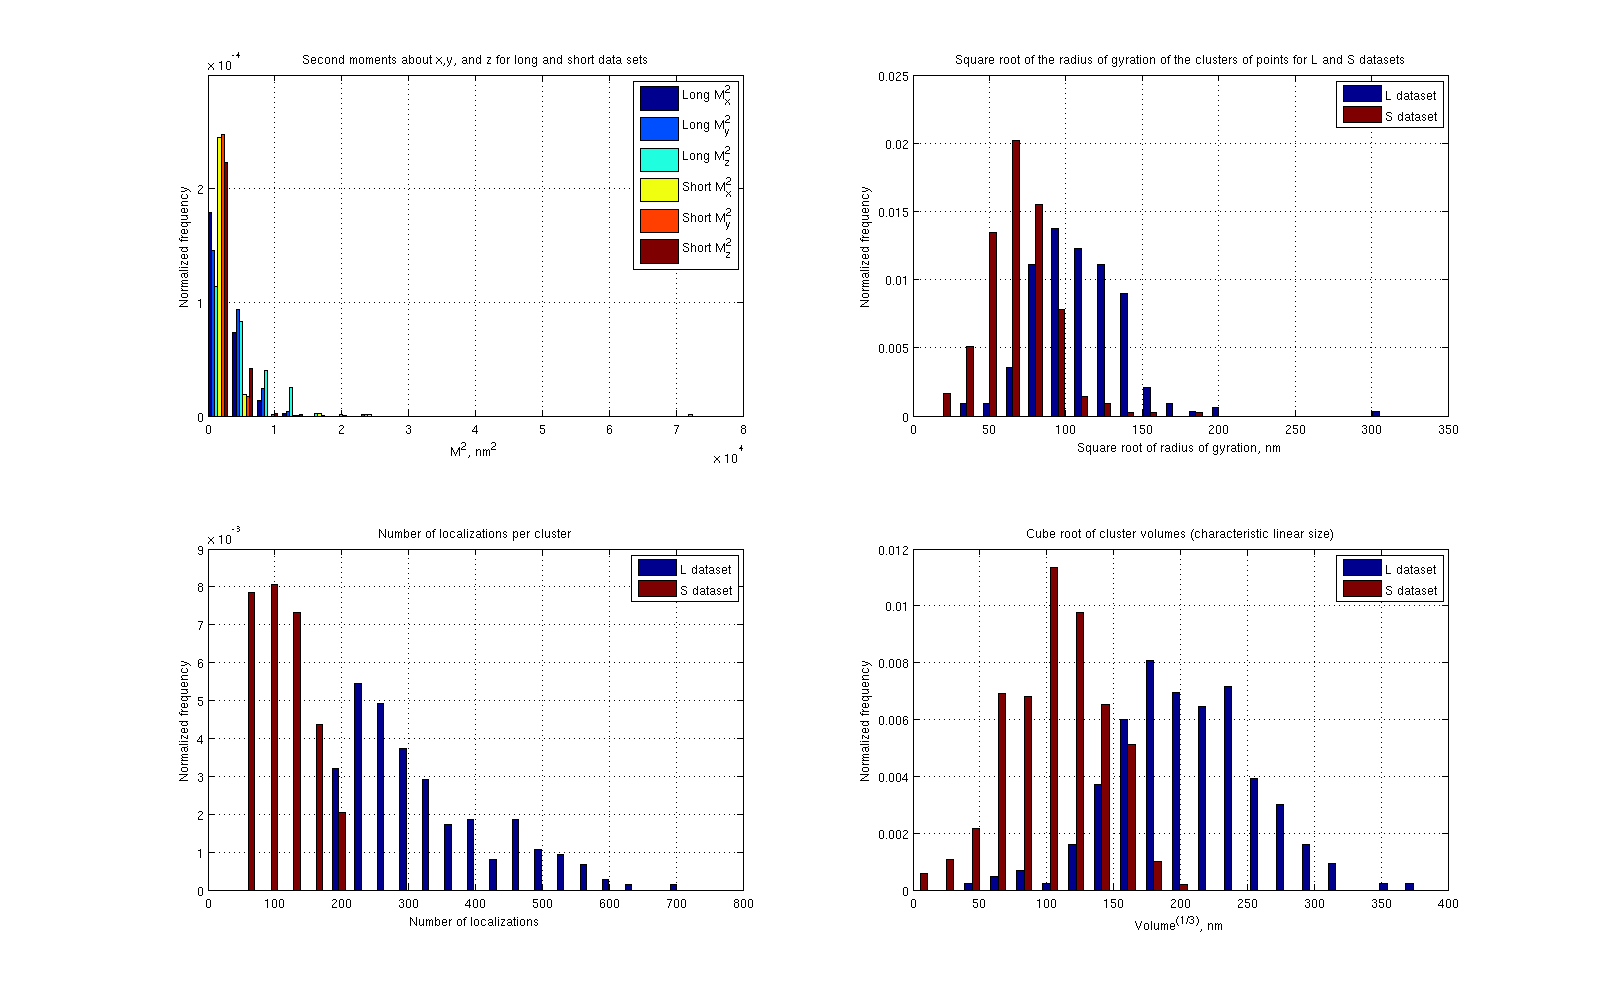 Second moments about x,y, and z for long and short data sets
× 10^-4
Normalized frequency
2
1
0
Long M_x^2
Long M_y^2
Long M_z^2
Short M_x^2
Short M_y^2
Short M_z^2
0 1 2 3 4 5 6 7 8
M^2, nm^2
× 10^4
Square root of the radius of gyration of the clusters of points for L and S datasets
Normalized frequency
0.025
0.02
0.015
0.01
0.005
0
L dataset
S dataset
0 50 100 150 200 250 300 350
Square root of radius of gyration, nm
Number of localizations per cluster
× 10^-3
Normalized frequency
9
8
7
6
5
4
3
2
1
0
L dataset
S dataset
0 100 200 300 400 500 600 700 800
Number of localizations
Cube root of cluster volumes (characteristic linear size)
Normalized frequency
0.012
0.01
0.008
0.006
0.004
0.002
0
L dataset
S dataset
0 50 100 150 200 250 300 350 400
Volume^(1/3), nm